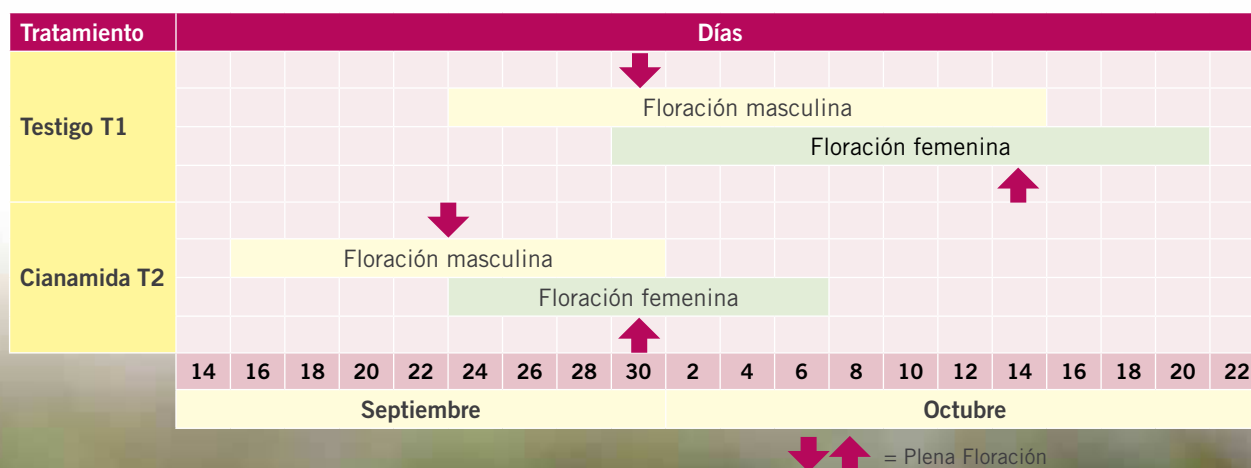 Tratamiento Días
Testigo T1
Floración masculina
Floración femenina
Cianamida T2
Floración masculina
Floración femenina
14 16 18 20 22 24 26 28 30 2 4 6 8 10 12 14 16 18 20 22
Septiembre Octubre
= Plena Floración